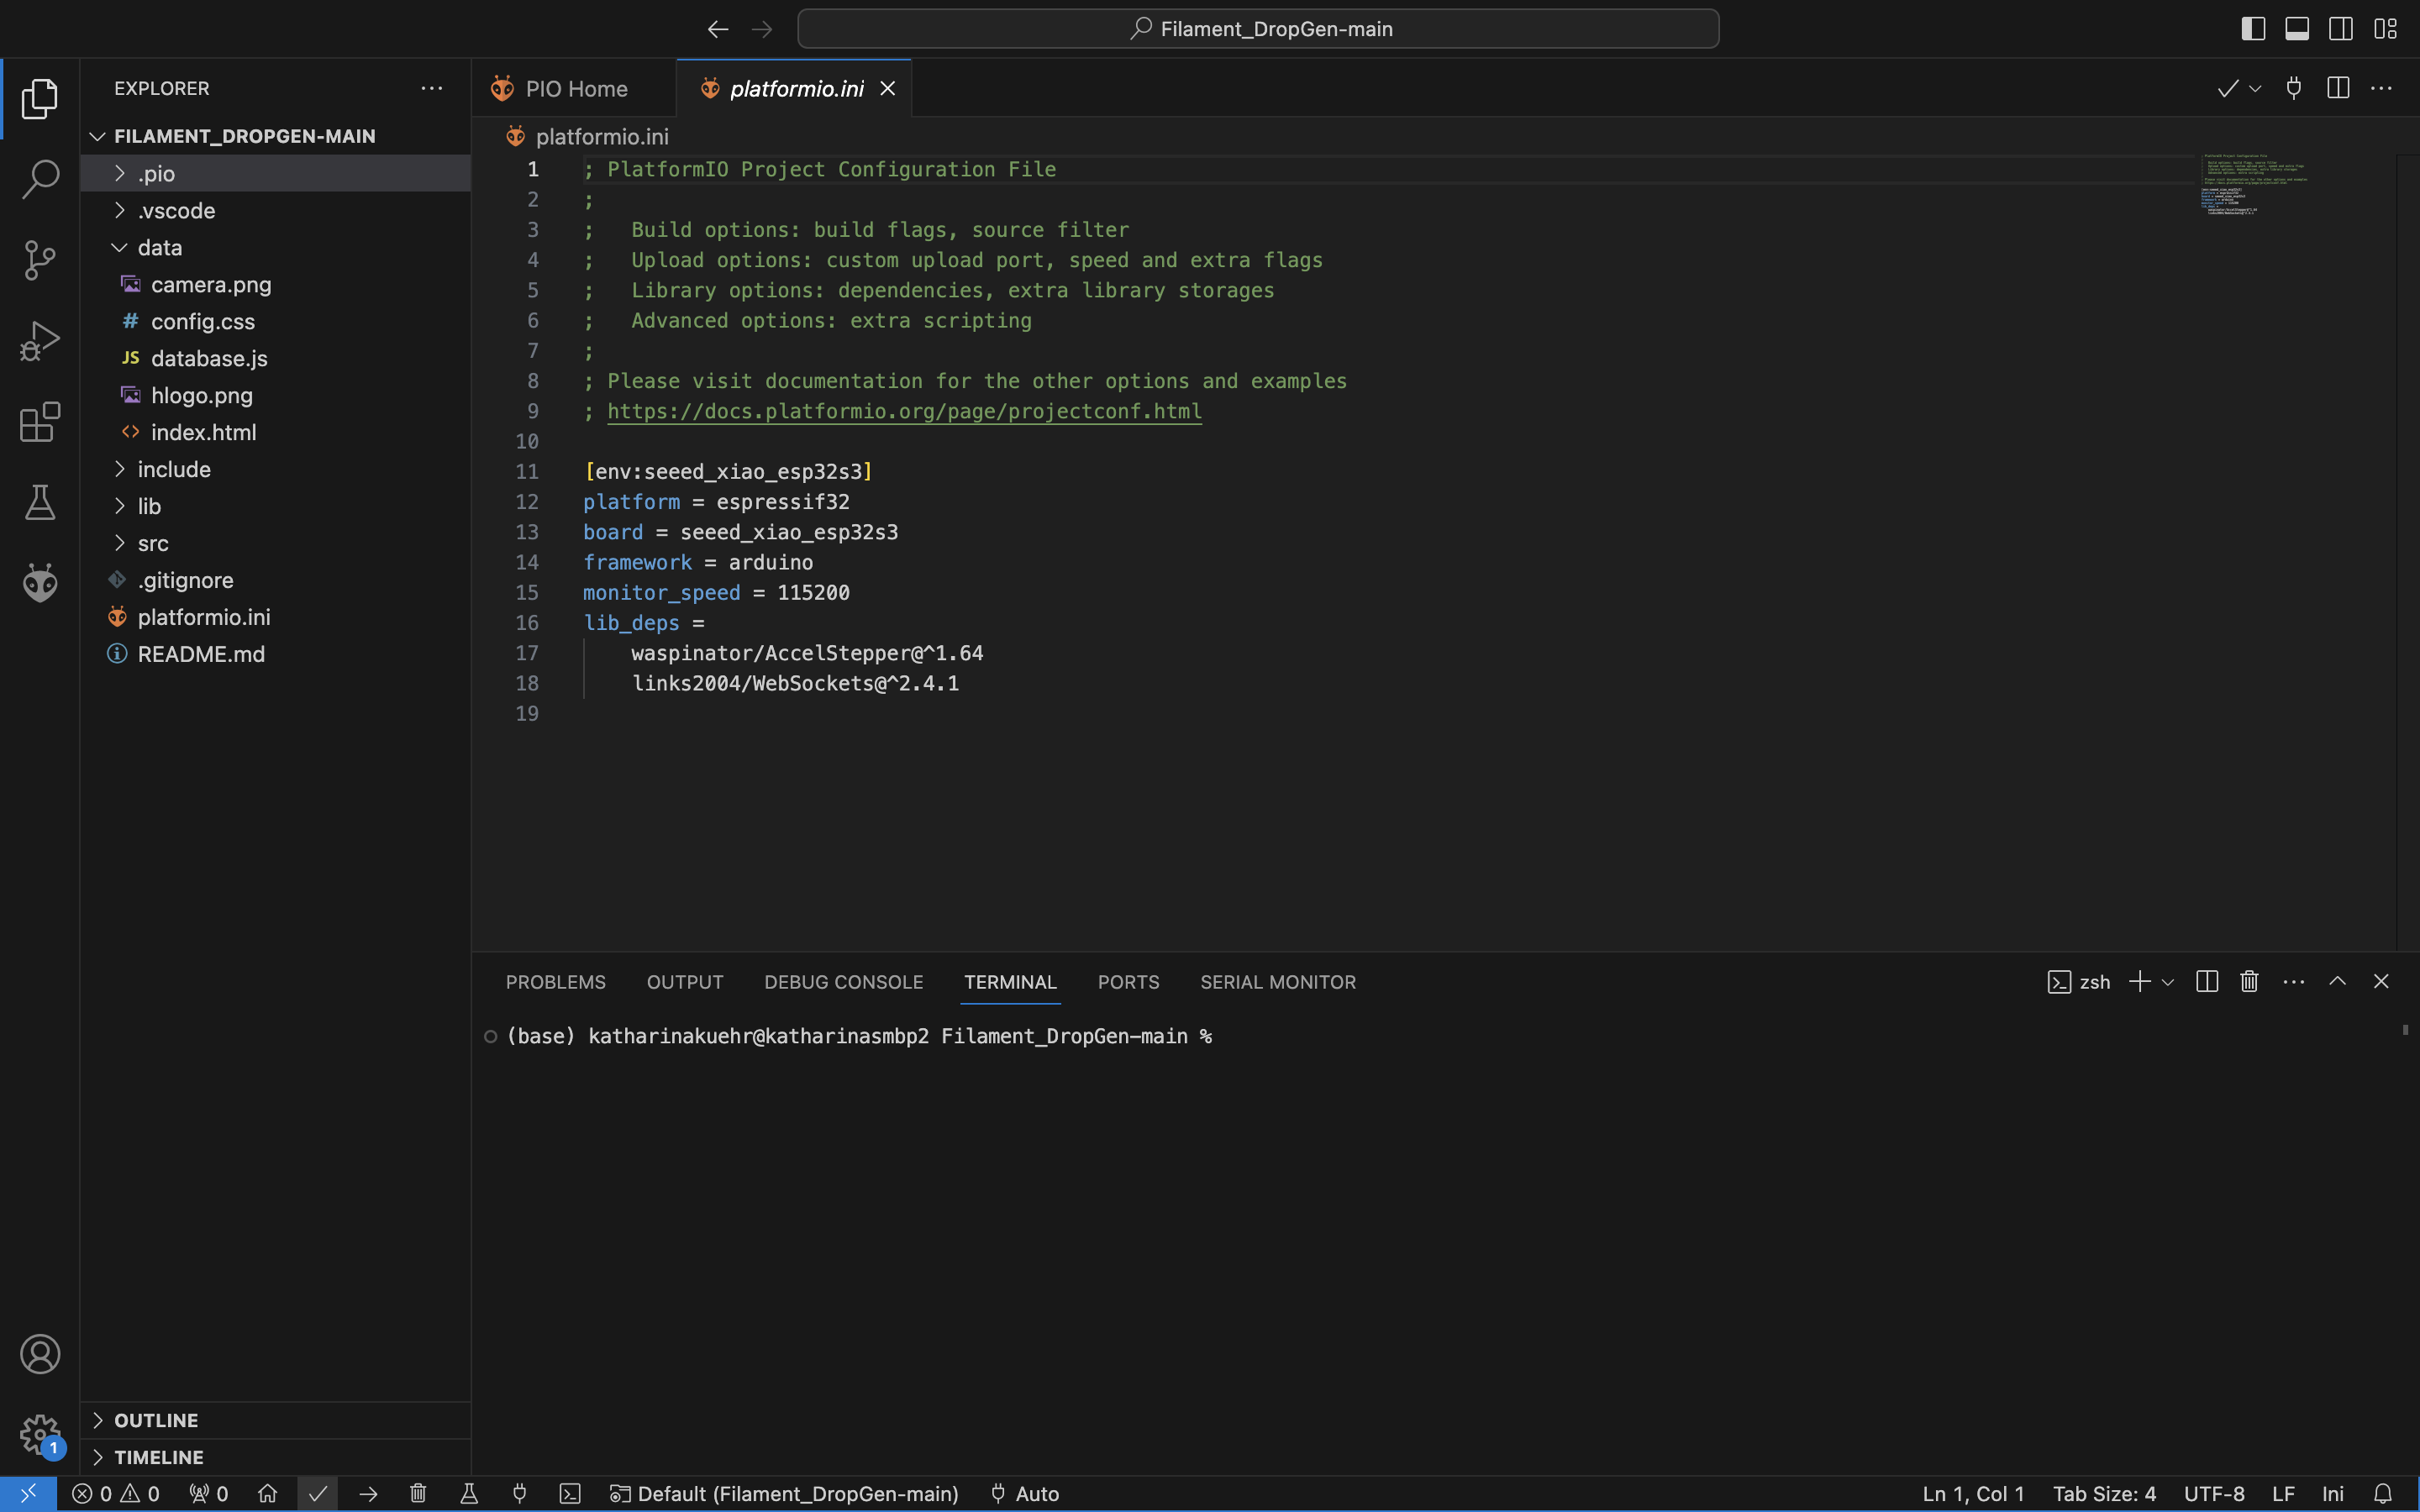 Filament_DropGen-main
EXPLORER
FILAMENT_DROPGEN-MAIN
.pio
.vscode
data
camera.png
# config.css
JS database.js
hlogo.png
<> index.html
include
lib
src
.gitignore
platformio.ini
README.md
OUTLINE
TIMELINE
PIO Home
platformio.ini
platformio.ini
1 ; PlatformIO Project Configuration File
2 ;
3 ;   Build options: build flags, source filter
4 ;   Upload options: custom upload port, speed and extra flags
5 ;   Library options: dependencies, extra library storages
6 ;   Advanced options: extra scripting
7 ;
8 ; Please visit documentation for the other options and examples
9 ; https://docs.platformio.org/page/projectconf.html
10
11 [env:seeed_xiao_esp32s3]
12 platform = espressif32
13 board = seeed_xiao_esp32s3
14 framework = arduino
15 monitor_speed = 115200
16 lib_deps =
17     waspinator/AccelStepper@^1.64
18     links2004/WebSockets@^2.4.1
19
PROBLEMS OUTPUT DEBUG CONSOLE TERMINAL PORTS SERIAL MONITOR
zsh
(base) katharinakuehr@katharinasmbp2 Filament_DropGen-main %
1
0 0 0 Default (Filament_DropGen-main) Auto
Ln 1, Col 1 Tab Size: 4 UTF-8 LF Ini